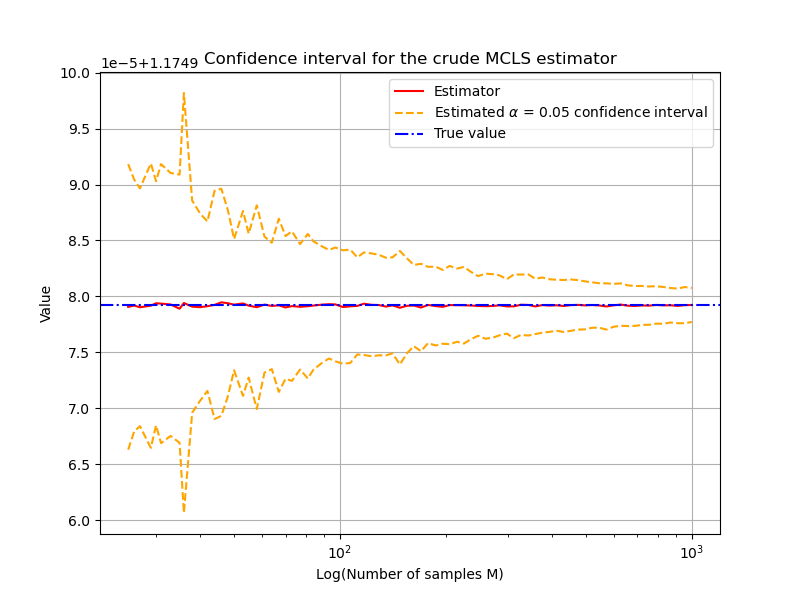 Confidence interval for the crude MCLS estimator
1e−5+1.1749
10.0
9.5
9.0
8.5
8.0
7.5
7.0
6.5
6.0
Value
Estimator
Estimated α = 0.05 confidence interval
True value
10²
10³
Log(Number of samples M)